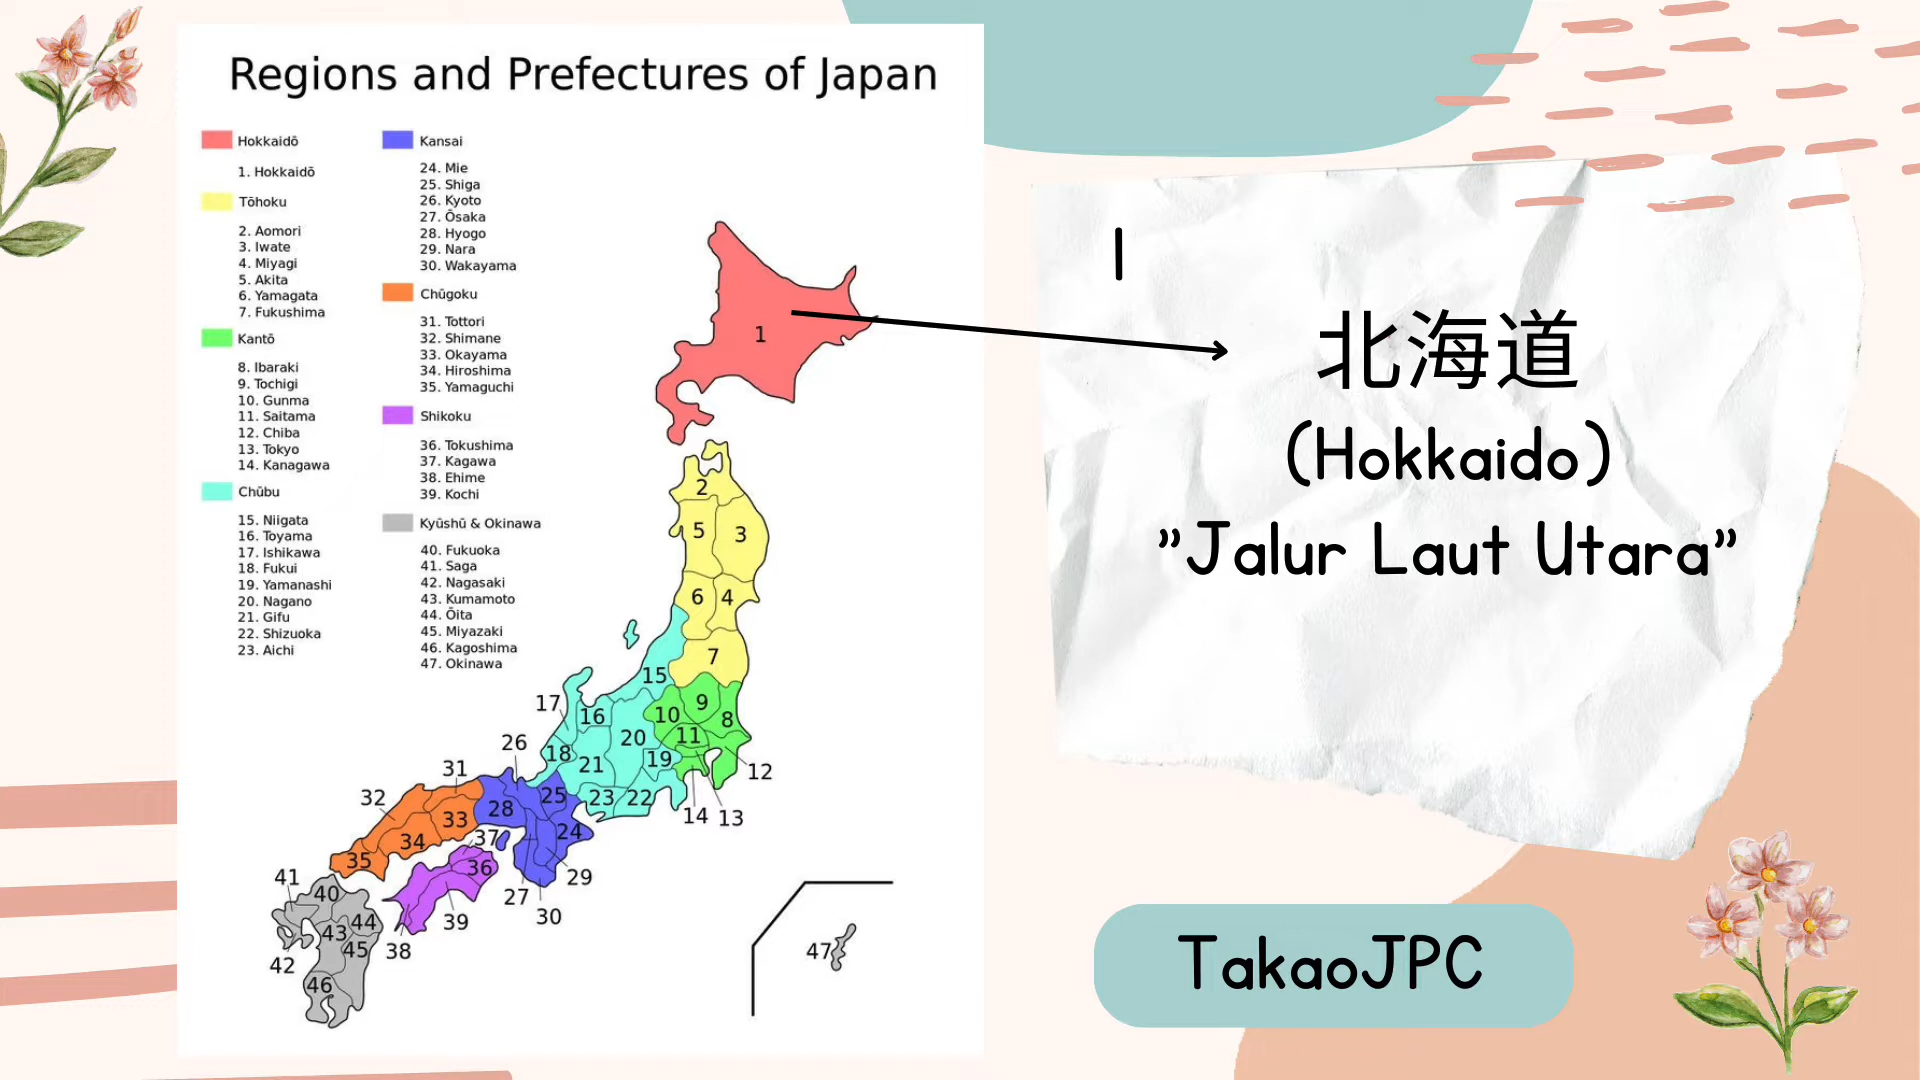 Regions and Prefectures of Japan
Hokkaidō
1. Hokkaidō
Tōhoku
2. Aomori
3. Iwate
4. Miyagi
5. Akita
6. Yamagata
7. Fukushima
Kantō
8. Ibaraki
9. Tochigi
10. Gunma
11. Saitama
12. Chiba
13. Tokyo
14. Kanagawa
Chūbu
15. Niigata
16. Toyama
17. Ishikawa
18. Fukui
19. Yamanashi
20. Nagano
21. Gifu
22. Shizuoka
23. Aichi
Kansai
24. Mie
25. Shiga
26. Kyoto
27. Ōsaka
28. Hyogo
29. Nara
30. Wakayama
Chūgoku
31. Tottori
32. Shimane
33. Okayama
34. Hiroshima
35. Yamaguchi
Shikoku
36. Tokushima
37. Kagawa
38. Ehime
39. Kochi
Kyūshū & Okinawa
40. Fukuoka
41. Saga
42. Nagasaki
43. Kumamoto
44. Ōita
45. Miyazaki
46. Kagoshima
47. Okinawa
1
2
5
3
6
4
7
15
17
16
10
9
8
11
20
26
18
21
19
12
31
32
28
25
23
22
14
13
33
34
37
24
35
36
29
41
40
27
30
44
39
43
45
38
42
46
47
1
北海道
(Hokkaido)
"Jalur Laut Utara"
TakaoJPC